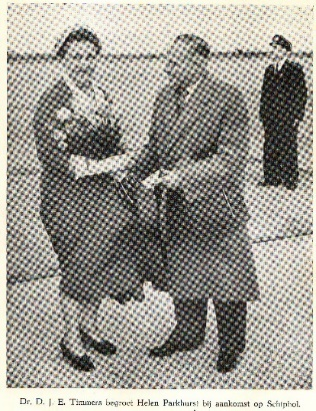 Dr. D. J. E. Timmers begroet Helen Parkhurst bij aankomst op Schiphol.